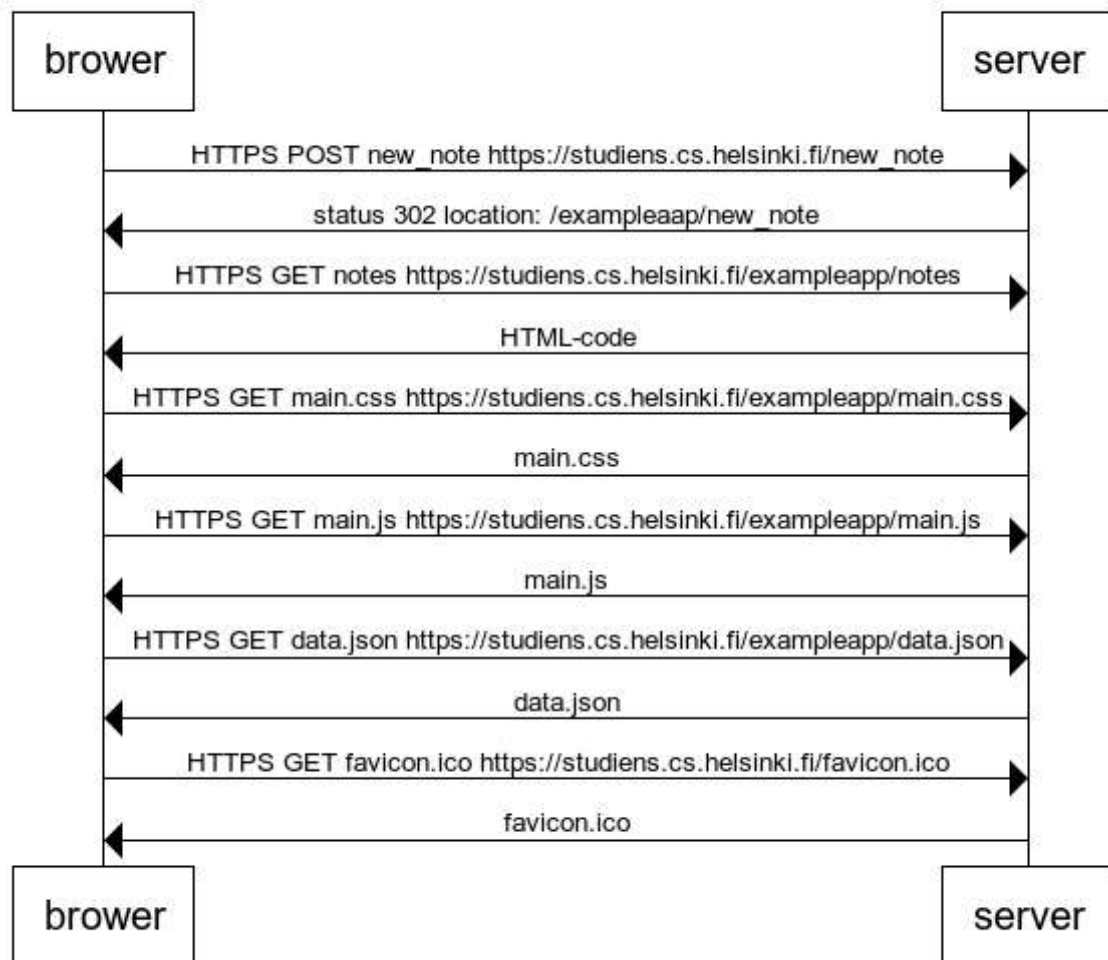 brower
server
HTTPS POST new_note https://studiens.cs.helsinki.fi/new_note
status 302 location: /exampleaap/new_note
HTTPS GET notes https://studiens.cs.helsinki.fi/exampleapp/notes
HTML-code
HTTPS GET main.css https://studiens.cs.helsinki.fi/exampleapp/main.css
main.css
HTTPS GET main.js https://studiens.cs.helsinki.fi/exampleapp/main.js
main.js
HTTPS GET data.json https://studiens.cs.helsinki.fi/exampleapp/data.json
data.json
HTTPS GET favicon.ico https://studiens.cs.helsinki.fi/favicon.ico
favicon.ico
brower
server